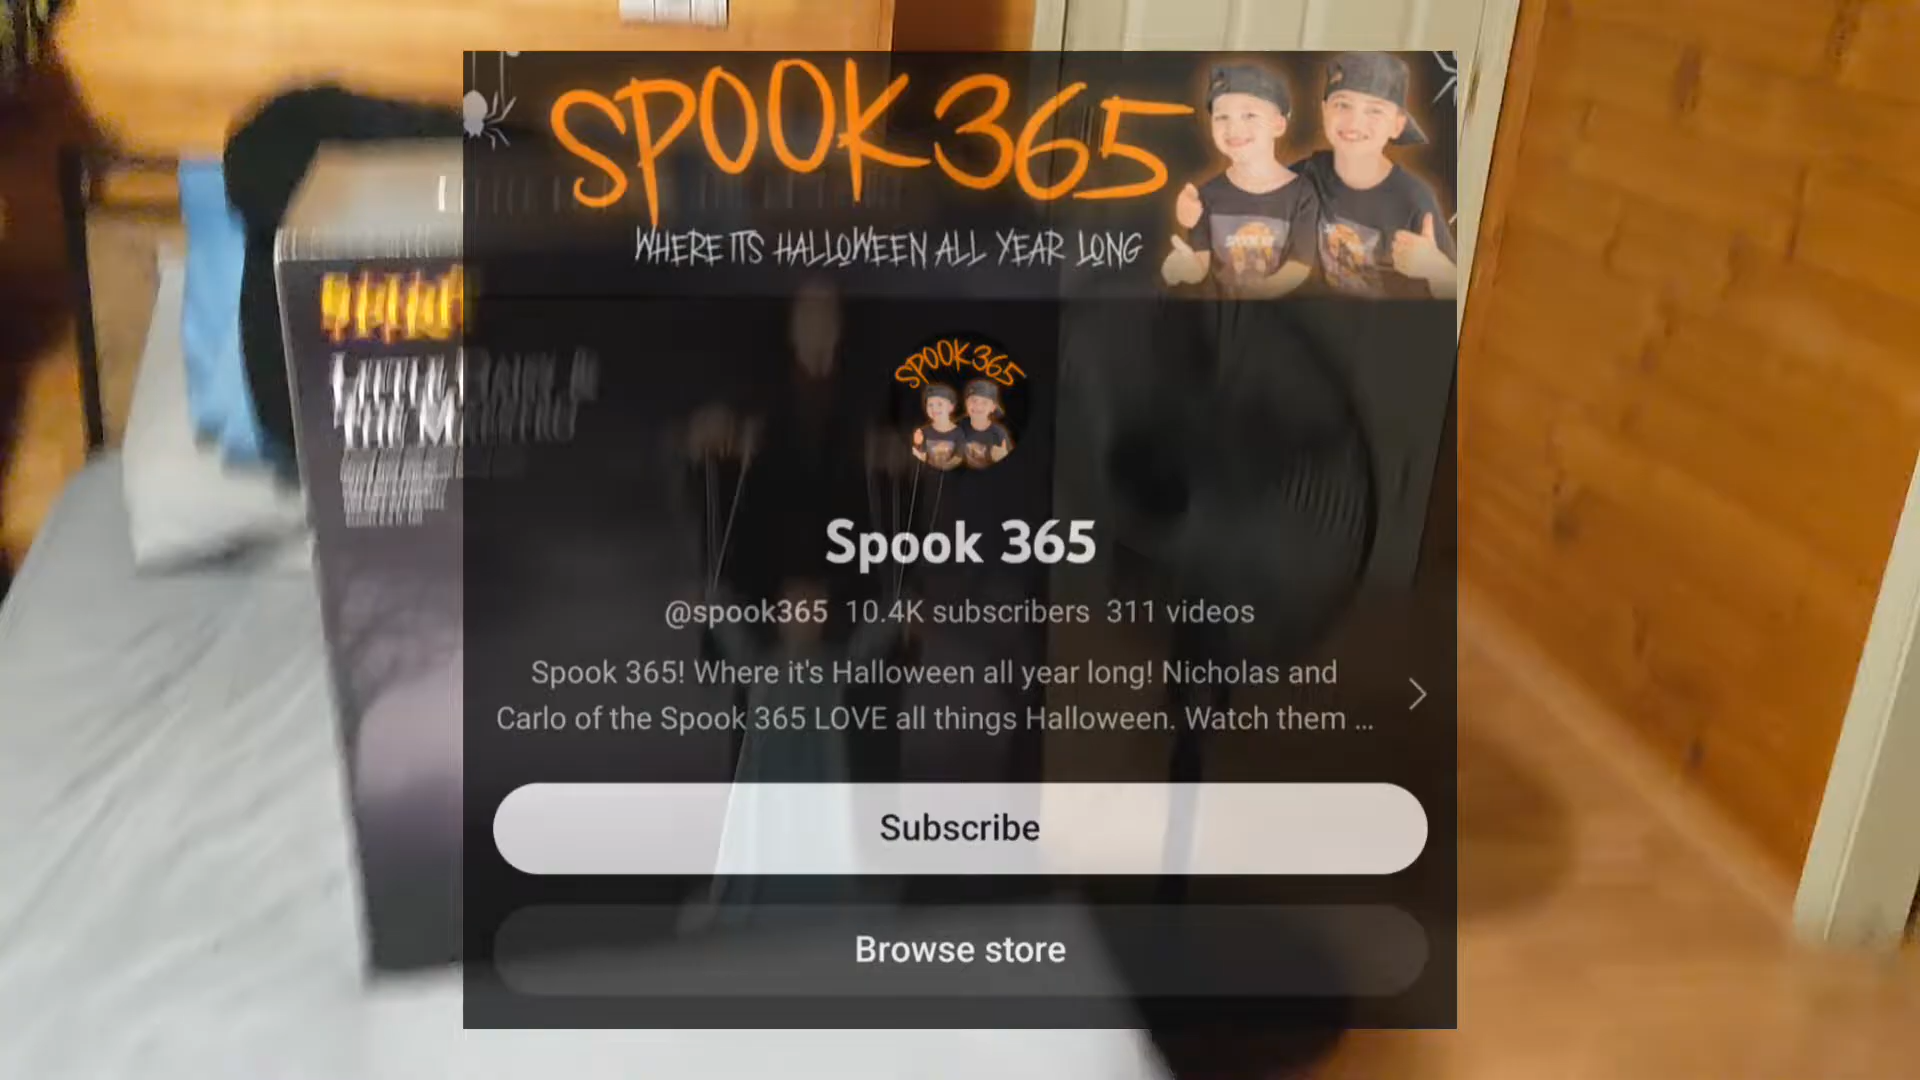 SPOOK365
WHERE ITS HALLOWEEN ALL YEAR LONG
SPOOK365
Spook 365
@spook365 10.4K subscribers 311 videos
Spook 365! Where it's Halloween all year long! Nicholas and
Carlo of the Spook 365 LOVE all things Halloween. Watch them ...
Subscribe
Browse store